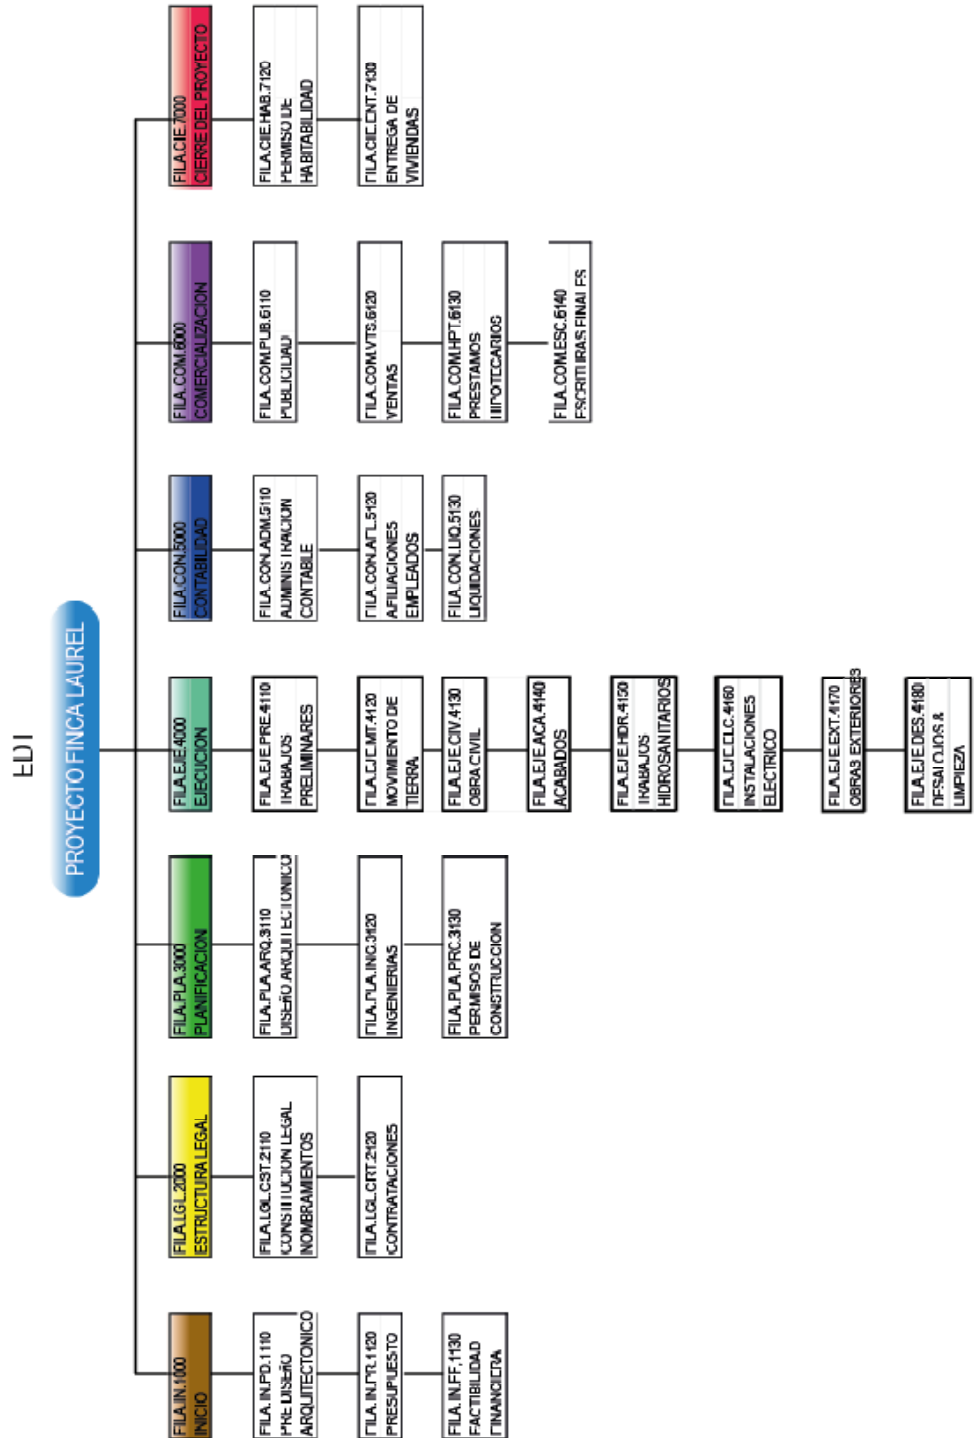 EDT
PROYECTO FINCA LAUREL
FILA.IN.1000
INICIO
FILA.IN.PD.1110
PRE DISEÑO
ARQUITECTONICO
FILA.IN.PR.1120
PRESUPUESTO
FILA.IN.FF.1130
FACTIBILIDAD
FINANCIERA
FILA.LGL.2000
ESTRUCTURA LEGAL
FILA.LGL.CST.2110
CONSTITUCION LEGAL
NOMBRAMIENTOS
FILA.LGL.CRT.2120
CONTRATACIONES
FILA.PLA.3000
PLANIFICACION
FILA.PLA.ARQ.3110
DISEÑO ARQUITECTONICO
FILA.PLA.ING.3120
INGENIERIAS
FILA.PLA.PRC.3130
PERMISOS DE
CONSTRUCCION
FILA.EJE.4000
EJECUCION
FILA.EJE.PRE.4110
TRABAJOS
PRELIMINARES
FILA.EJE.MT.4120
MOVIMIENTO DE
TIERRA
FILA.EJE.CIV.4130
OBRA CIVIL
FILA.EJE.ACA.4140
ACABADOS
FILA.EJE.HDR.4150
TRABAJOS
HIDROSANITARIOS
FILA.EJE.ELC.4160
INSTALACIONES
ELECTRICO
FILA.EJE.EXT.4170
OBRAS EXTERIORES
FILA.EJE.DES.4180
DESALOJOS &
LIMPIEZA
FILA.CON.5000
CONTABILIDAD
FILA.CON.ADM.5110
ADMINISTRACION
CONTABLE
FILA.CON.AFL.5120
AFILIACIONES
EMPLEADOS
FILA.CON.LIQ.5130
LIQUIDACIONES
FILA.COM.6000
COMERCIALIZACION
FILA.COM.PUB.6110
PUBLICIDAD
FILA.COM.VTS.6120
VENTAS
FILA.COM.HPT.6130
PRESTAMOS
HIPOTECARIOS
FILA.COM.ESC.6140
ESCRITURAS FINALES
FILA.CIE.7000
CIERRE DEL PROYECTO
FILA.CIE.HAB.7120
PERMISO DE
HABITABILIDAD
FILA.CIE.ENT.7130
ENTREGA DE
VIVIENDAS